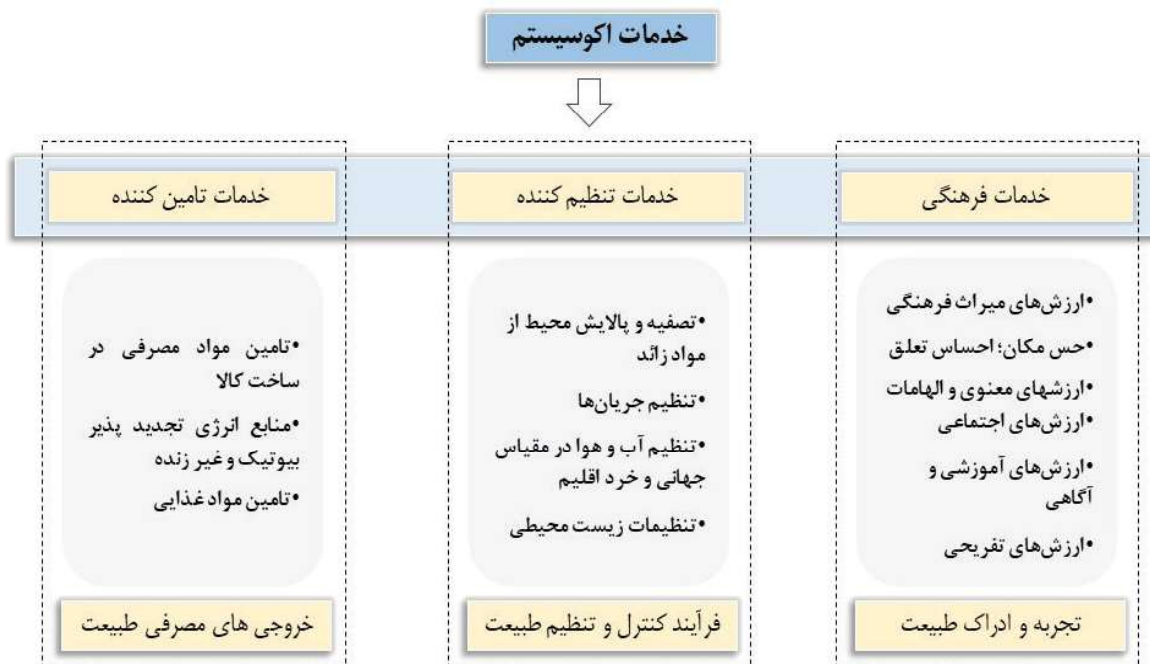 خدمات اکوسیستم
خدمات فرهنگی
•ارزش‌های میراث فرهنگی
•حس مکان؛ احساس تعلق
•ارزشهای معنوی و الهامات
•ارزش‌های اجتماعی
•ارزش‌های آموزشی و
آگاهی
•ارزش‌های تفریحی
تجربه و ادراک طبیعت
خدمات تنظیم کننده
•تصفیه و پالایش محیط از
مواد زائد
•تنظیم جریان‌ها
•تنظیم آب و هوا در مقیاس
جهانی و خرد اقلیم
•تنظیمات زیست محیطی
فرآیند کنترل و تنظیم طبیعت
خدمات تامین کننده
•تامین مواد مصرفی در
ساخت کالا
•منابع انرژی تجدید پذیر
بیوتیک و غیر زنده
•تامین مواد غذایی
خروجی های مصرفی طبیعت